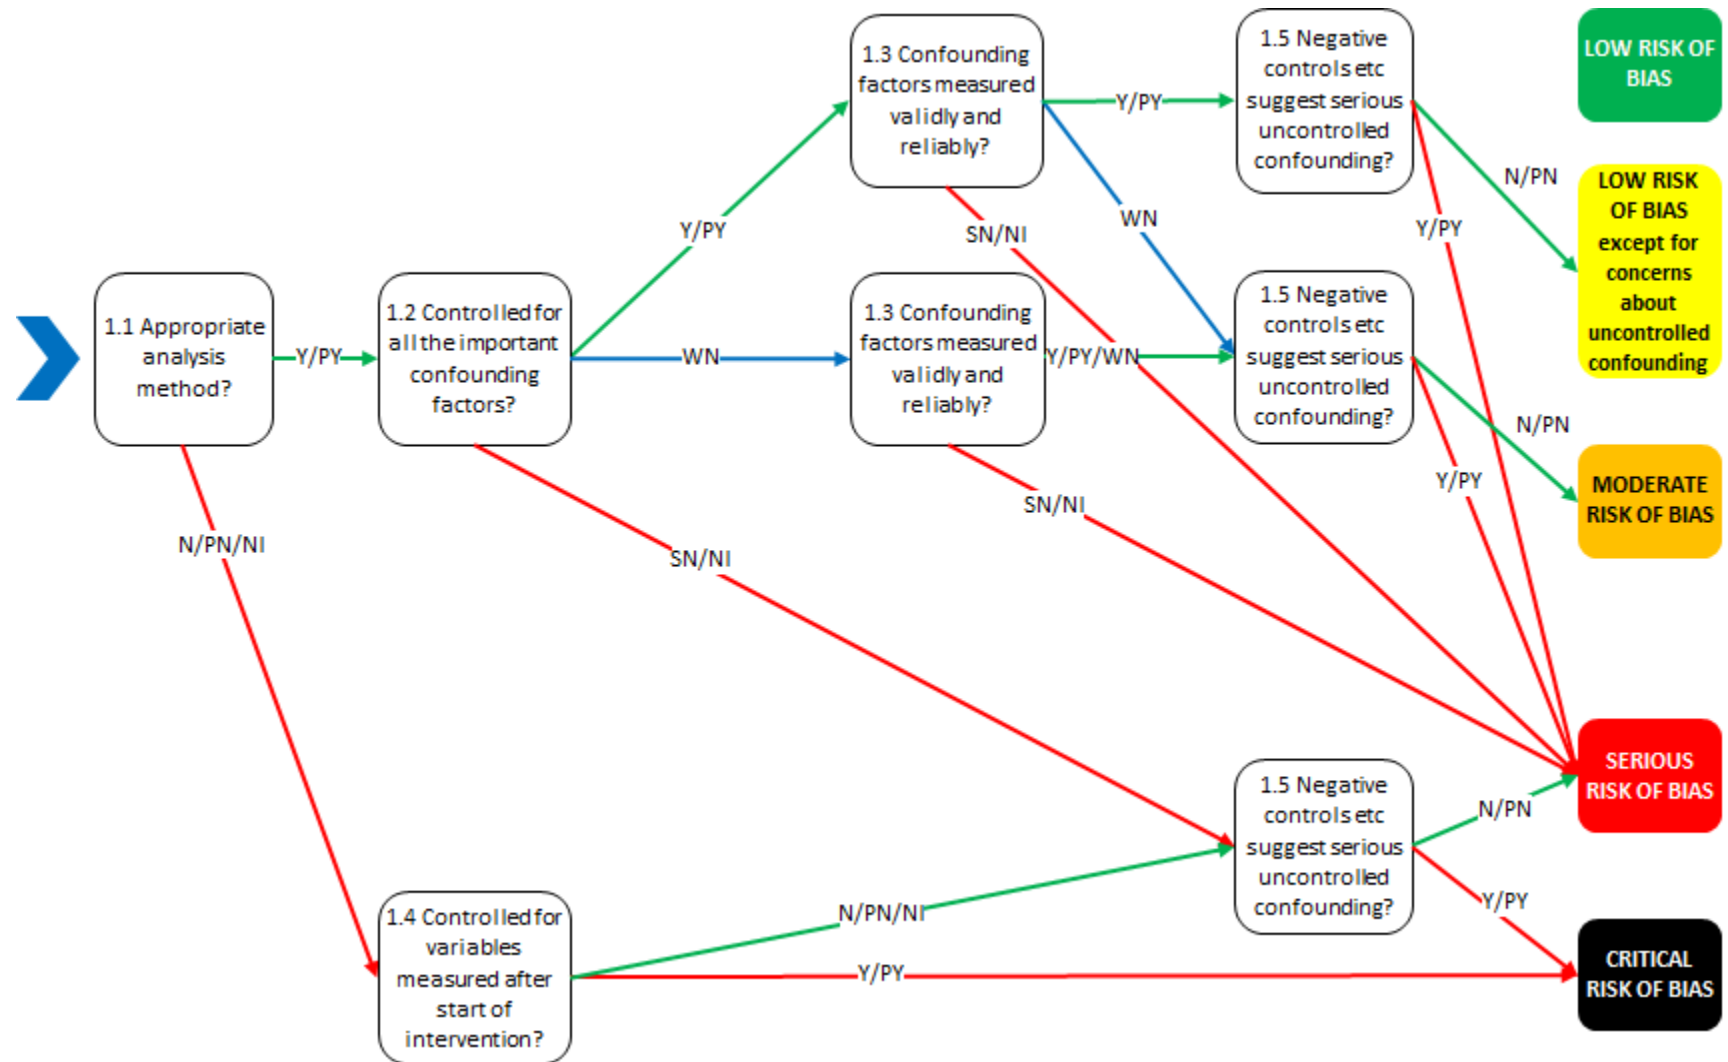 1.1 Appropriate
analysis
method?
Y/PY
N/PN/NI
1.2 Controlled for
all the important
confounding
factors?
Y/PY
WN
SN/NI
1.3 Confounding
factors measured
validly and
reliably?
Y/PY
WN
SN/NI
1.3 Confounding
factors measured
validly and
reliably?
Y/PY/WN
SN/NI
1.4 Controlled for
variables
measured after
start of
intervention?
N/PN/NI
Y/PY
1.5 Negative
controls etc
suggest serious
uncontrolled
confounding?
N/PN
Y/PY
1.5 Negative
controls etc
suggest serious
uncontrolled
confounding?
N/PN
Y/PY
1.5 Negative
controls etc
suggest serious
uncontrolled
confounding?
N/PN
Y/PY
LOW RISK OF
BIAS
LOW RISK
OF BIAS
except for
concerns
about
uncontrolled
confounding
MODERATE
RISK OF BIAS
SERIOUS
RISK OF BIAS
CRITICAL
RISK OF BIAS